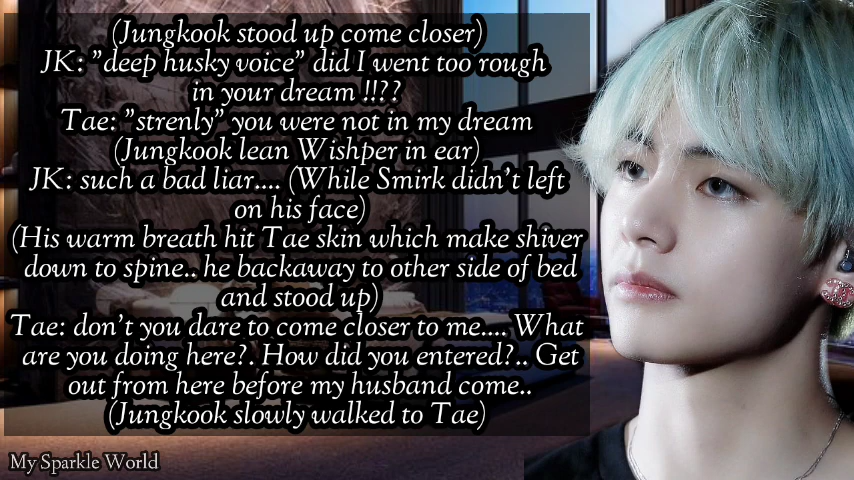 (Jungkook stood up come closer)
JK: "deep husky voice" did I went too rough
in your dream !!??
Tae: "strenly" you were not in my dream
(Jungkook lean Wishper in ear)
JK: such a bad liar.... (While Smirk didn't left
on his face)
(His warm breath hit Tae skin which make shiver
down to spine.. he backaway to other side of bed
and stood up)
Tae: don't you dare to come closer to me.... What
are you doing here?. How did you entered?.. Get
out from here before my husband come..
(Jungkook slowly walked to Tae)
My Sparkle World